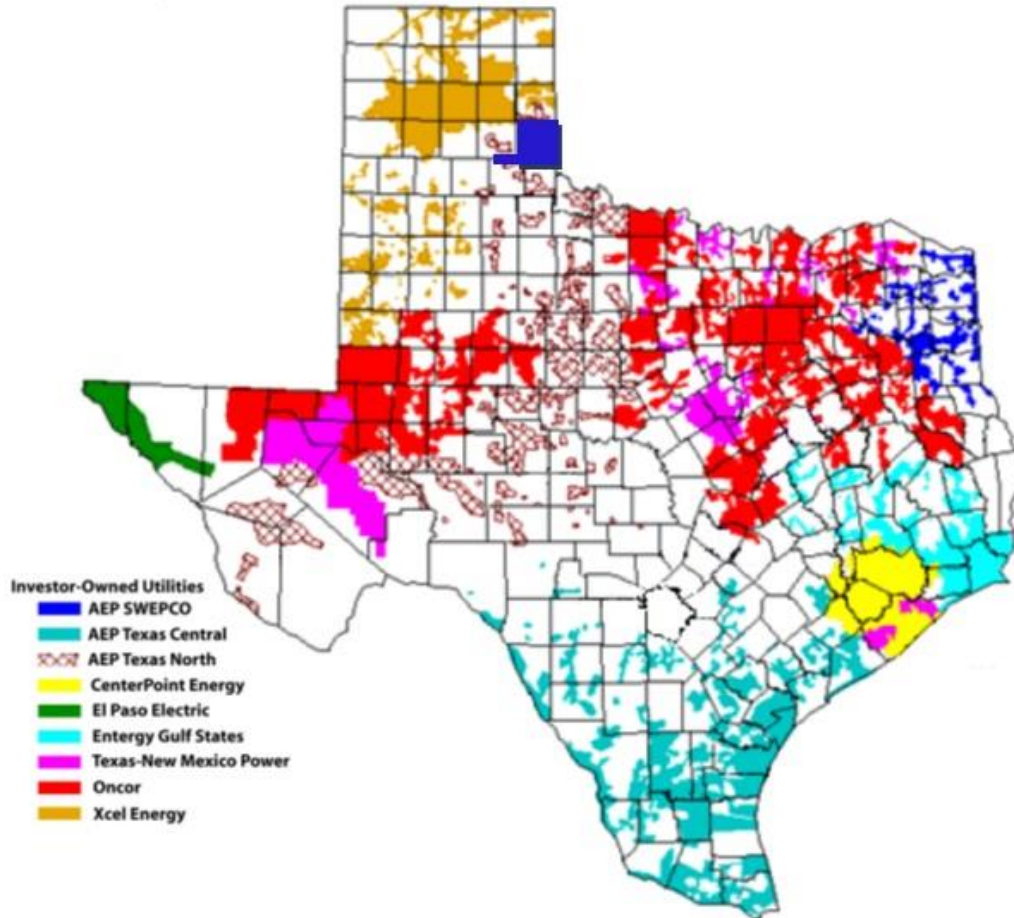 Investor-Owned Utilities
AEP SWEPCO
AEP Texas Central
AEP Texas North
CenterPoint Energy
El Paso Electric
Entergy Gulf States
Texas-New Mexico Power
Oncor
Xcel Energy